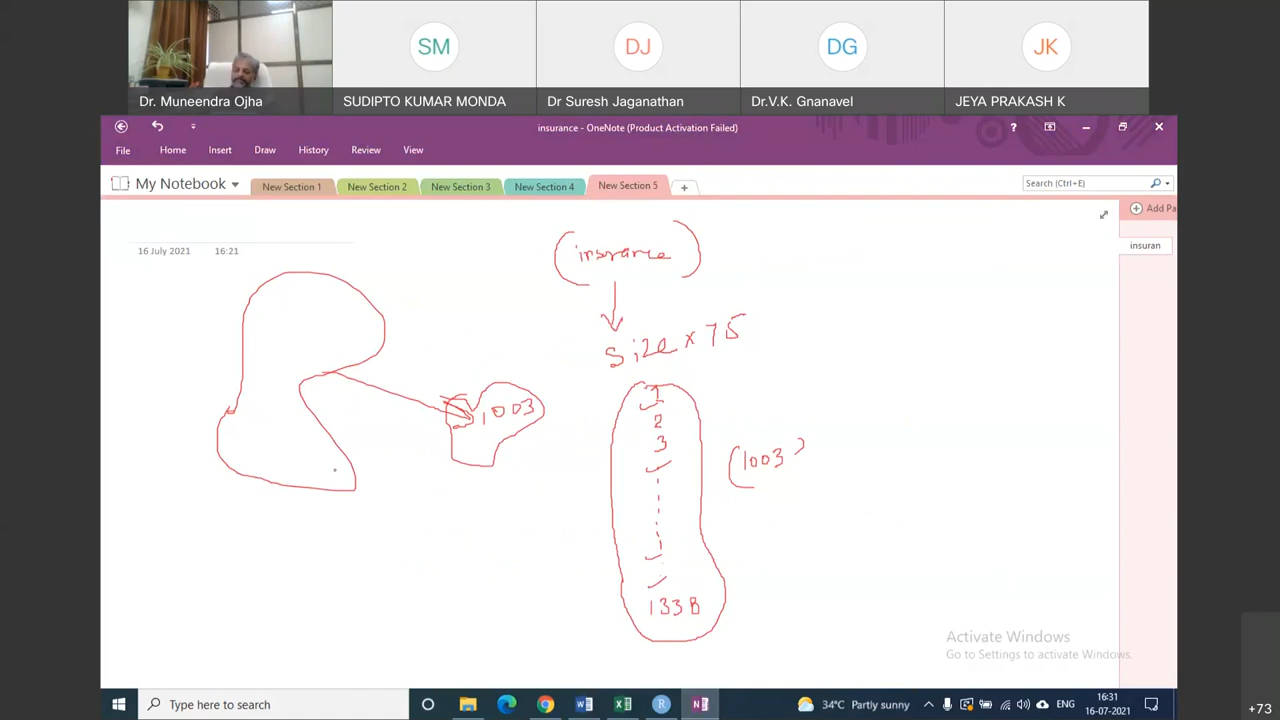 SM
DJ
DG
JK
Dr. Muneendra Ojha
SUDIPTO KUMAR MONDA
Dr Suresh Jaganathan
Dr.V.K. Gnanavel
JEYA PRAKASH K
insurance - OneNote (Product Activation Failed)
?
File
Home
Insert
Draw
History
Review
View
My Notebook
New Section 1
New Section 2
New Section 3
New Section 4
New Section 5
+
Search (Ctrl+E)
Add Pa
insuran
16 July 2021
16:21
(insurance)
size x 75
1
2
3
1338
1003
(1003)
Activate Windows
Go to Settings to activate Windows.
Type here to search
34°C Partly sunny
ENG
16:31
16-07-2021
+73